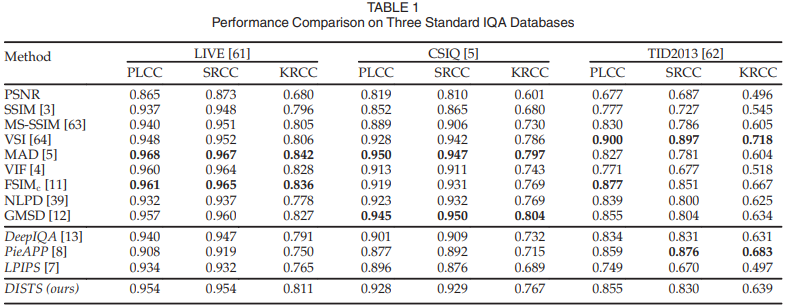 TABLE 1
Performance Comparison on Three Standard IQA Databases
Method LIVE [61] CSIQ [5] TID2013 [62]
PLCC SRCC KRCC PLCC SRCC KRCC PLCC SRCC KRCC
PSNR 0.865 0.873 0.680 0.819 0.810 0.601 0.677 0.687 0.496
SSIM [3] 0.937 0.948 0.796 0.852 0.865 0.680 0.777 0.727 0.545
MS-SSIM [63] 0.940 0.951 0.805 0.889 0.906 0.730 0.830 0.786 0.605
VSI [64] 0.948 0.952 0.806 0.928 0.942 0.786 0.900 0.897 0.718
MAD [5] 0.968 0.967 0.842 0.950 0.947 0.797 0.827 0.781 0.604
VIF [4] 0.960 0.964 0.828 0.913 0.911 0.743 0.771 0.677 0.518
FSIMc [11] 0.961 0.965 0.836 0.919 0.931 0.769 0.877 0.851 0.667
NLPD [39] 0.932 0.937 0.778 0.923 0.932 0.769 0.839 0.800 0.625
GMSD [12] 0.957 0.960 0.827 0.945 0.950 0.804 0.855 0.804 0.634
DeepIQA [13] 0.940 0.947 0.791 0.901 0.909 0.732 0.834 0.831 0.631
PieAPP [8] 0.908 0.919 0.750 0.877 0.892 0.715 0.859 0.876 0.683
LPIPS [7] 0.934 0.932 0.765 0.896 0.876 0.689 0.749 0.670 0.497
DISTS (ours) 0.954 0.954 0.811 0.928 0.929 0.767 0.855 0.830 0.639